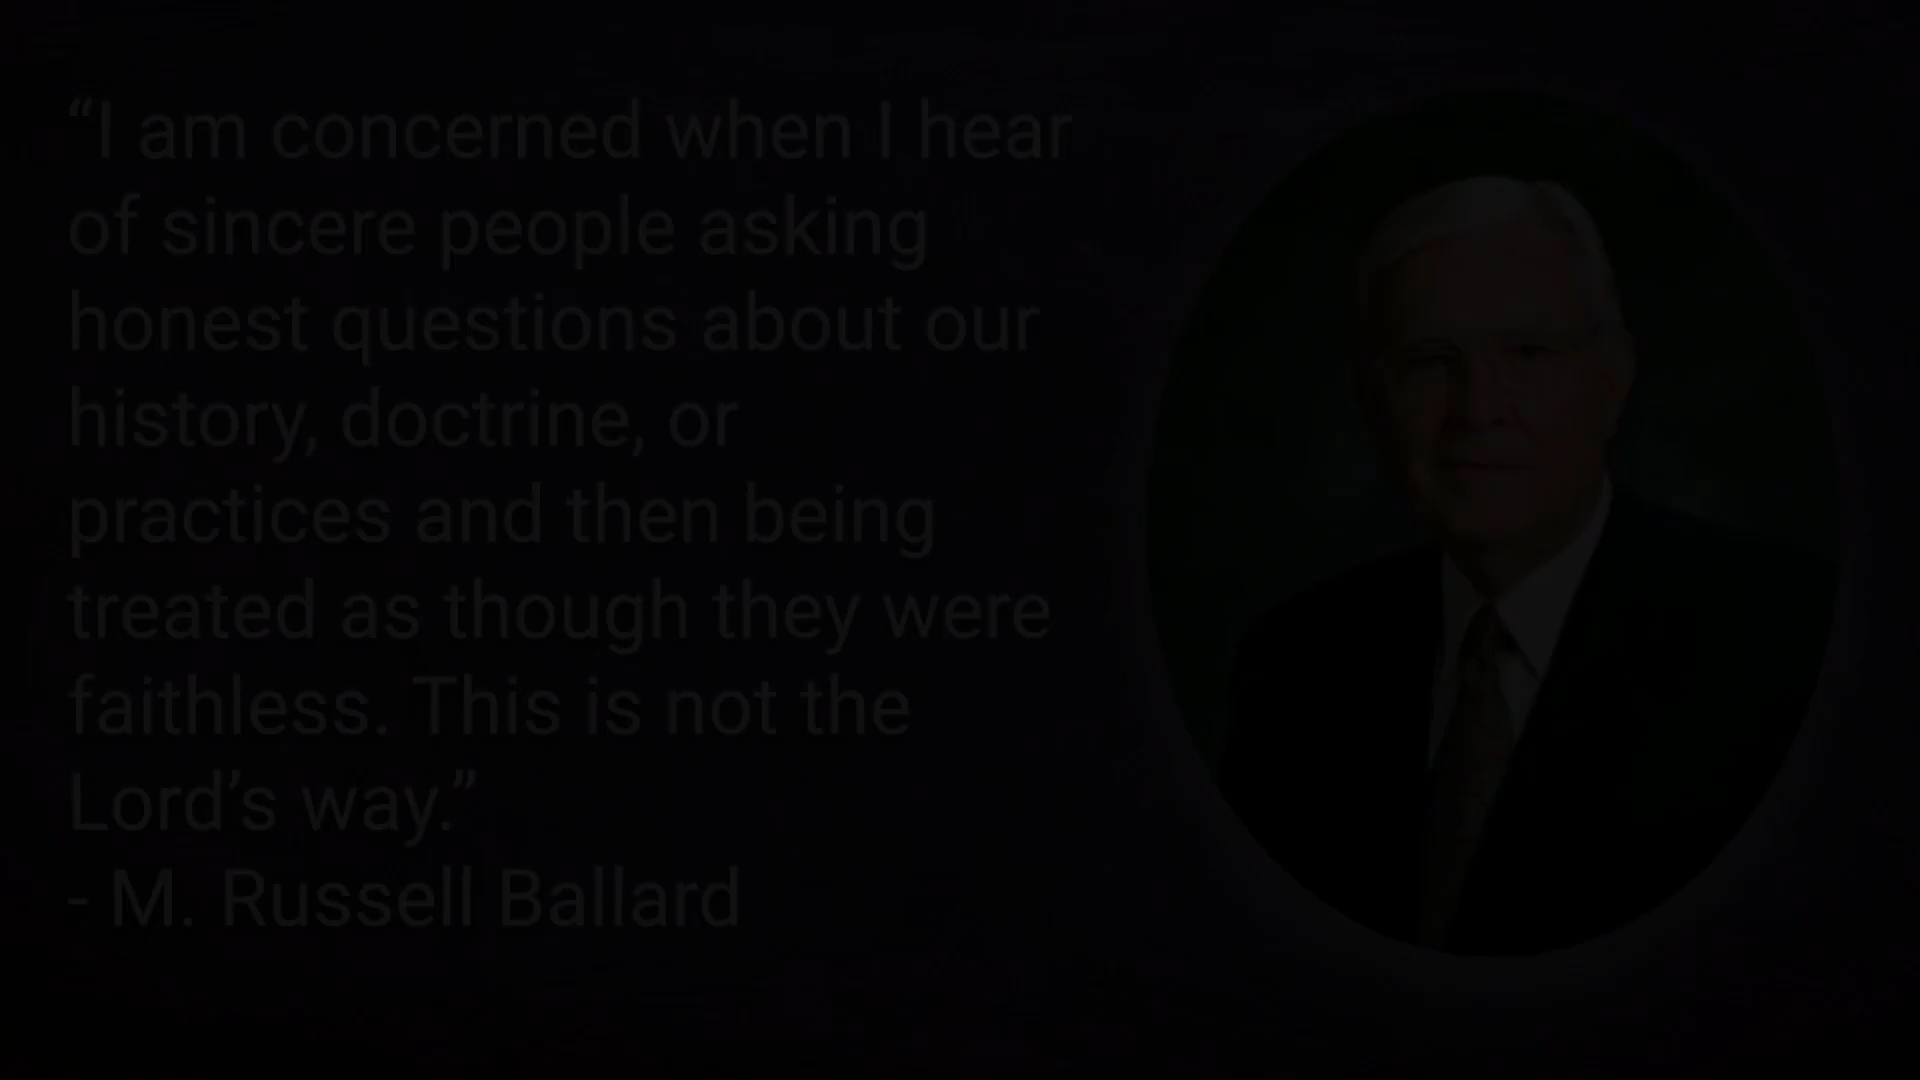 “I am concerned when I hear
of sincere people asking
honest questions about our
history, doctrine, or
practices and then being
treated as though they were
faithless. This is not the
Lord’s way.”
- M. Russell Ballard